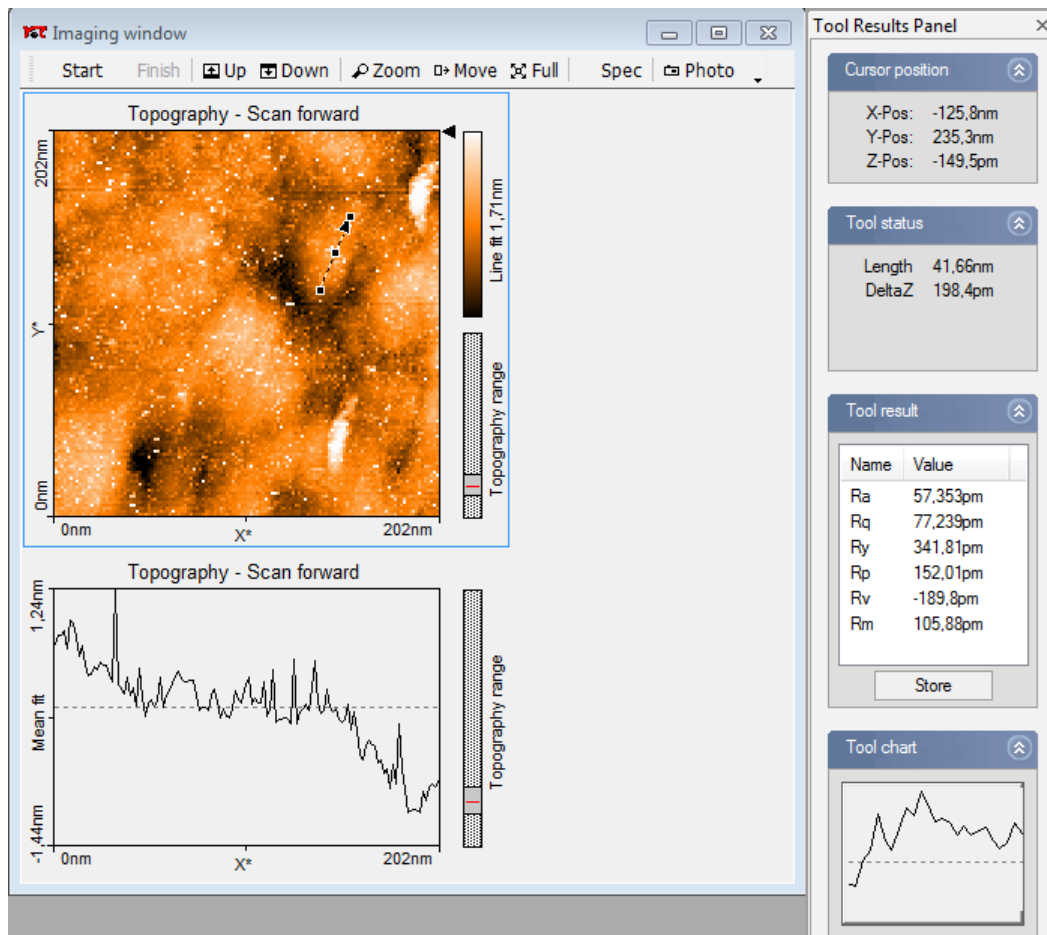 Imaging window
Start Finish Up Down Zoom Move Full Spec Photo
Topography - Scan forward
202nm
Y*
0nm
0nm X* 202nm
Line fit 1,71nm
Topography range
Topography - Scan forward
1,24nm
Mean fit
-1,44nm
0nm X* 202nm
Topography range
Tool Results Panel
Cursor position
X-Pos: -125,8nm
Y-Pos: 235,3nm
Z-Pos: -149,5pm
Tool status
Length 41,66nm
DeltaZ 198,4pm
Tool result
Name Value
Ra 57,353pm
Rq 77,239pm
Ry 341,81pm
Rp 152,01pm
Rv -189,8pm
Rm 105,88pm
Store
Tool chart